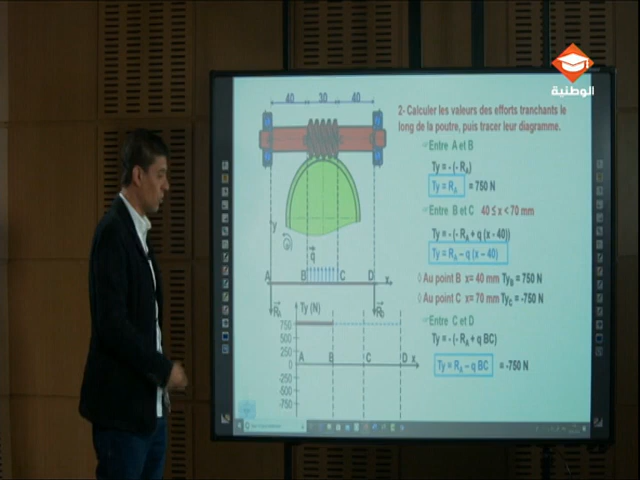 الوطنية
40 30 40
2- Calculer les valeurs des efforts tranchants le
long de la poutre, puis tracer leur diagramme.
Entre A et B
Ty = - (- RA)
Ty = RA = 750 N
Entre B et C 40 ≤ x < 70 mm
Ty = - (- RA + q (x - 40))
Ty = RA – q (x – 40)
Au point B x= 40 mm TyB = 750 N
Au point C x= 70 mm TyC = -750 N
Entre C et D
Ty = - (- RA + q BC)
Ty = RA – q BC = -750 N
y
q
A B C D x
RA RD
Ty (N)
750
500
250
A B C D x
0
-250
-500
-750